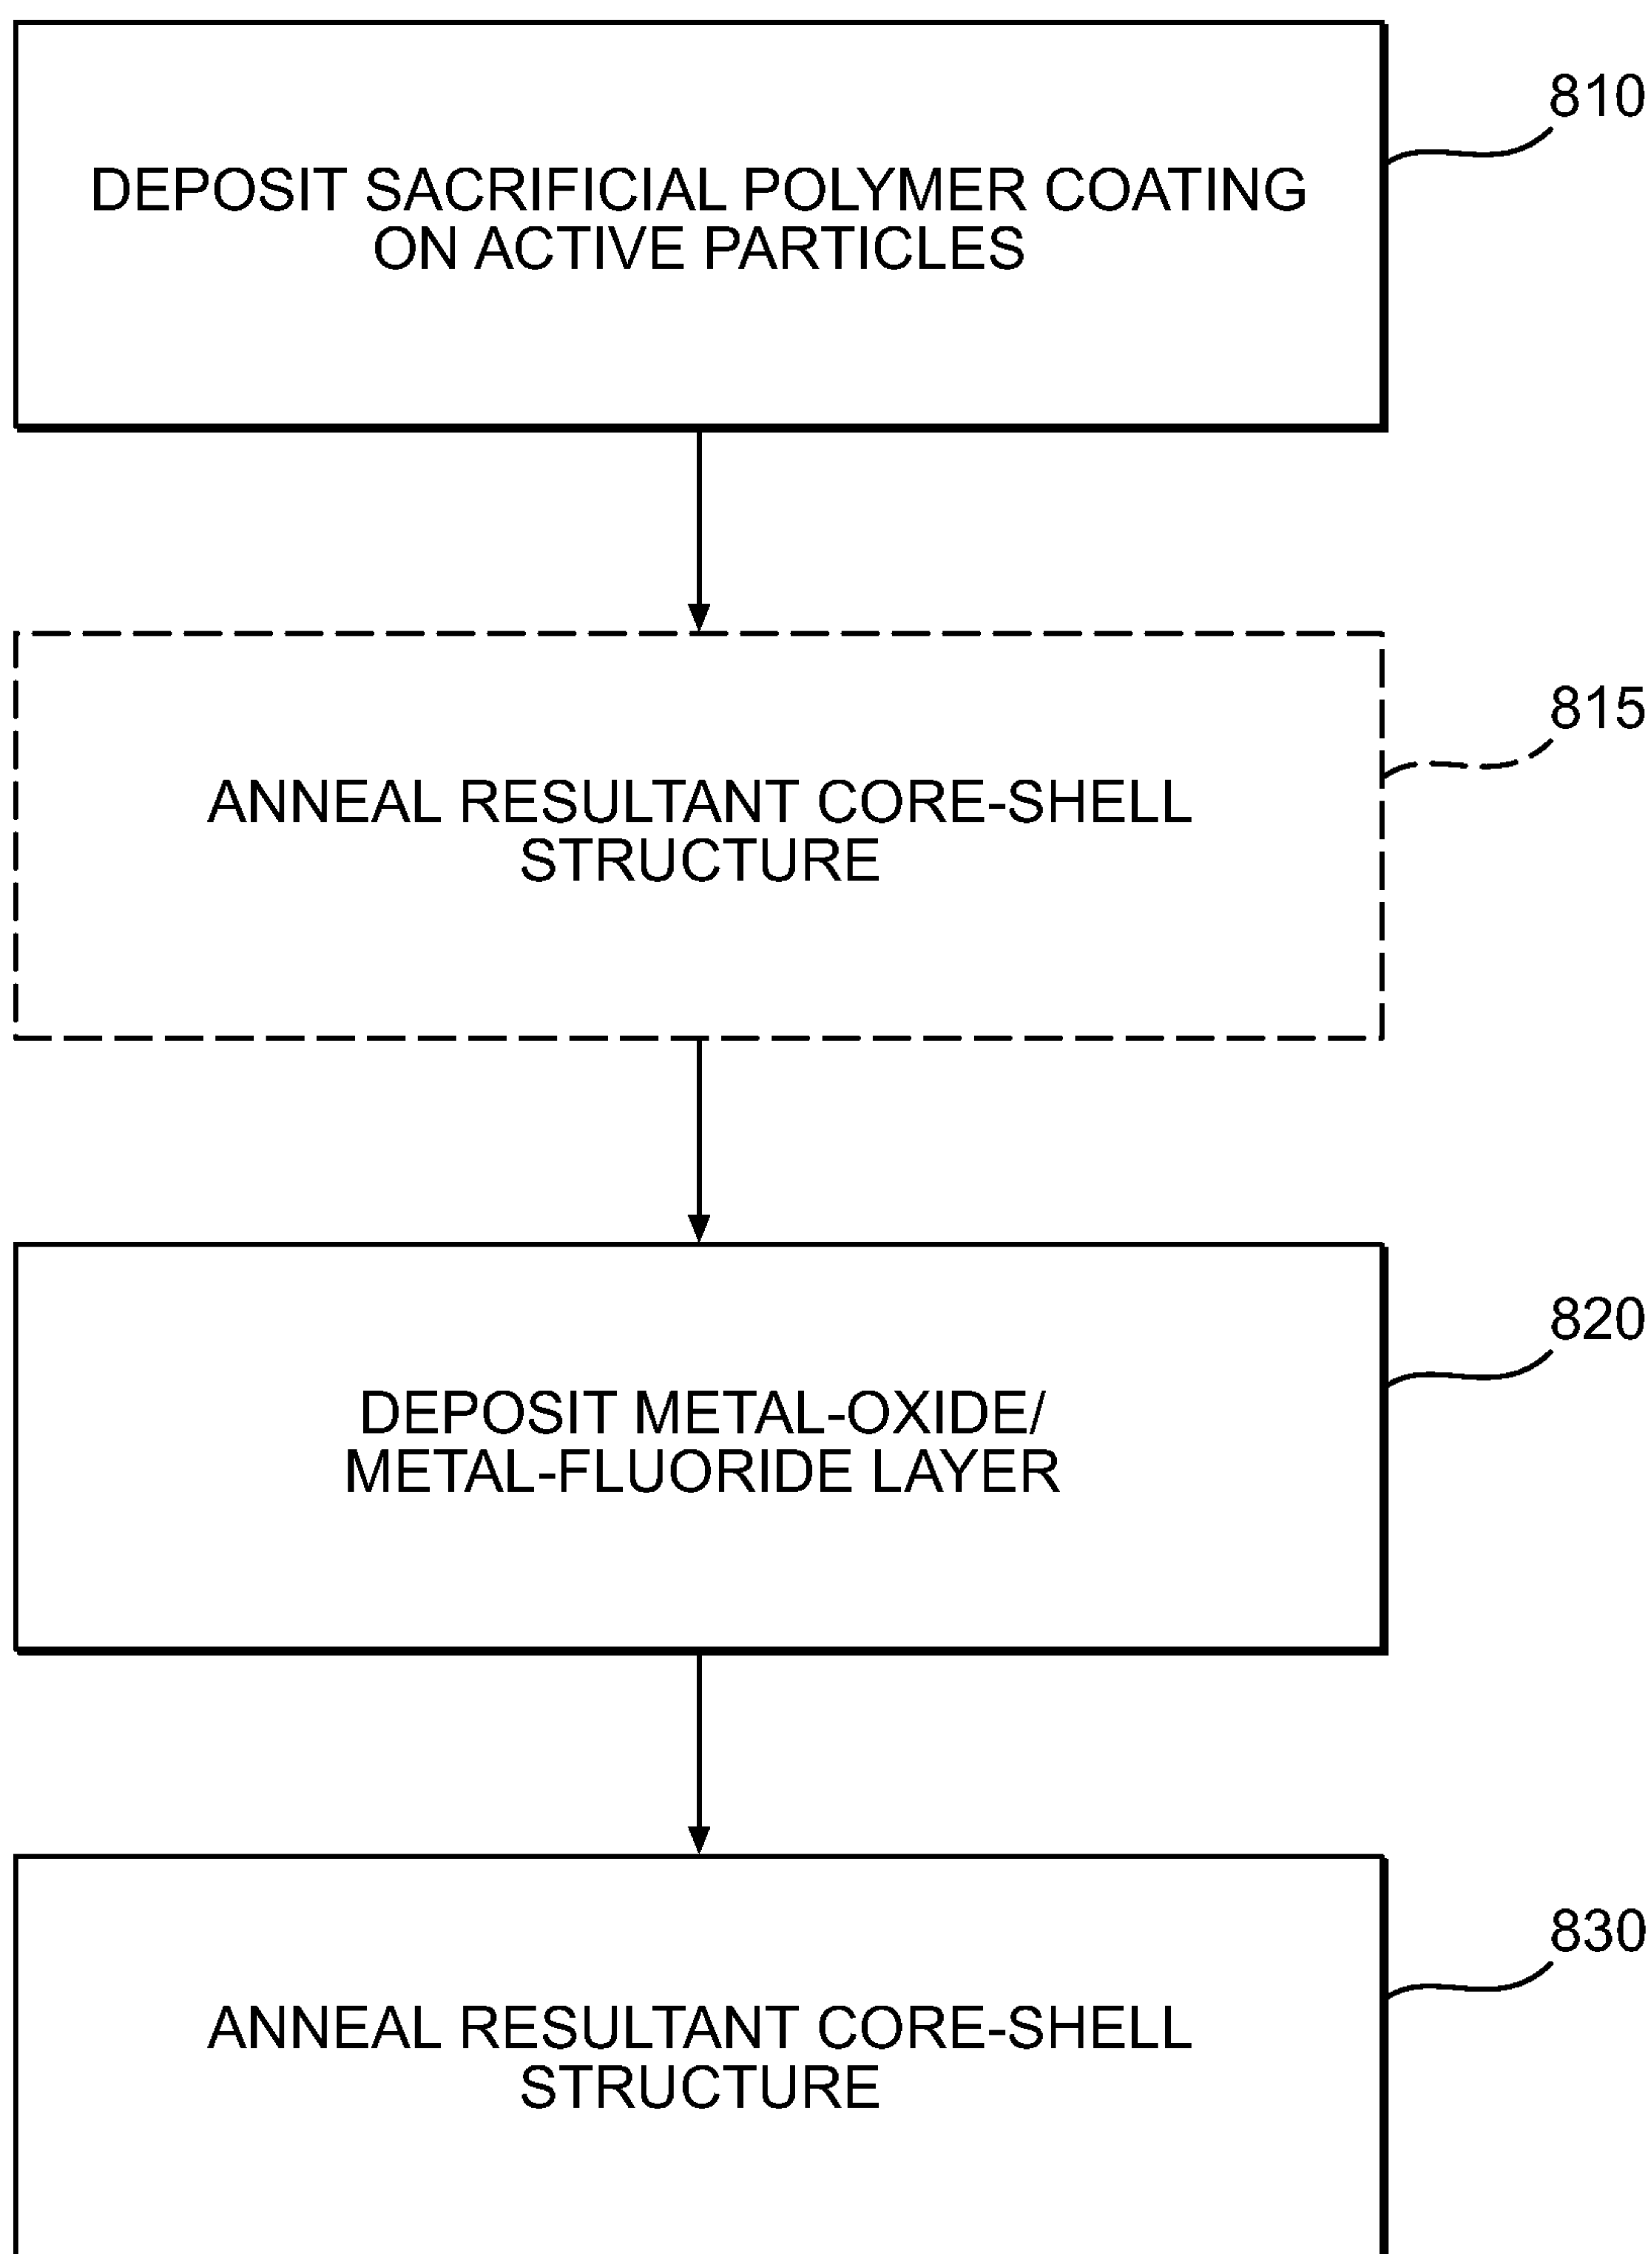 810
DEPOSIT SACRIFICIAL POLYMER COATING
ON ACTIVE PARTICLES
815
ANNEAL RESULTANT CORE-SHELL
STRUCTURE
820
DEPOSIT METAL-OXIDE/
METAL-FLUORIDE LAYER
830
ANNEAL RESULTANT CORE-SHELL
STRUCTURE